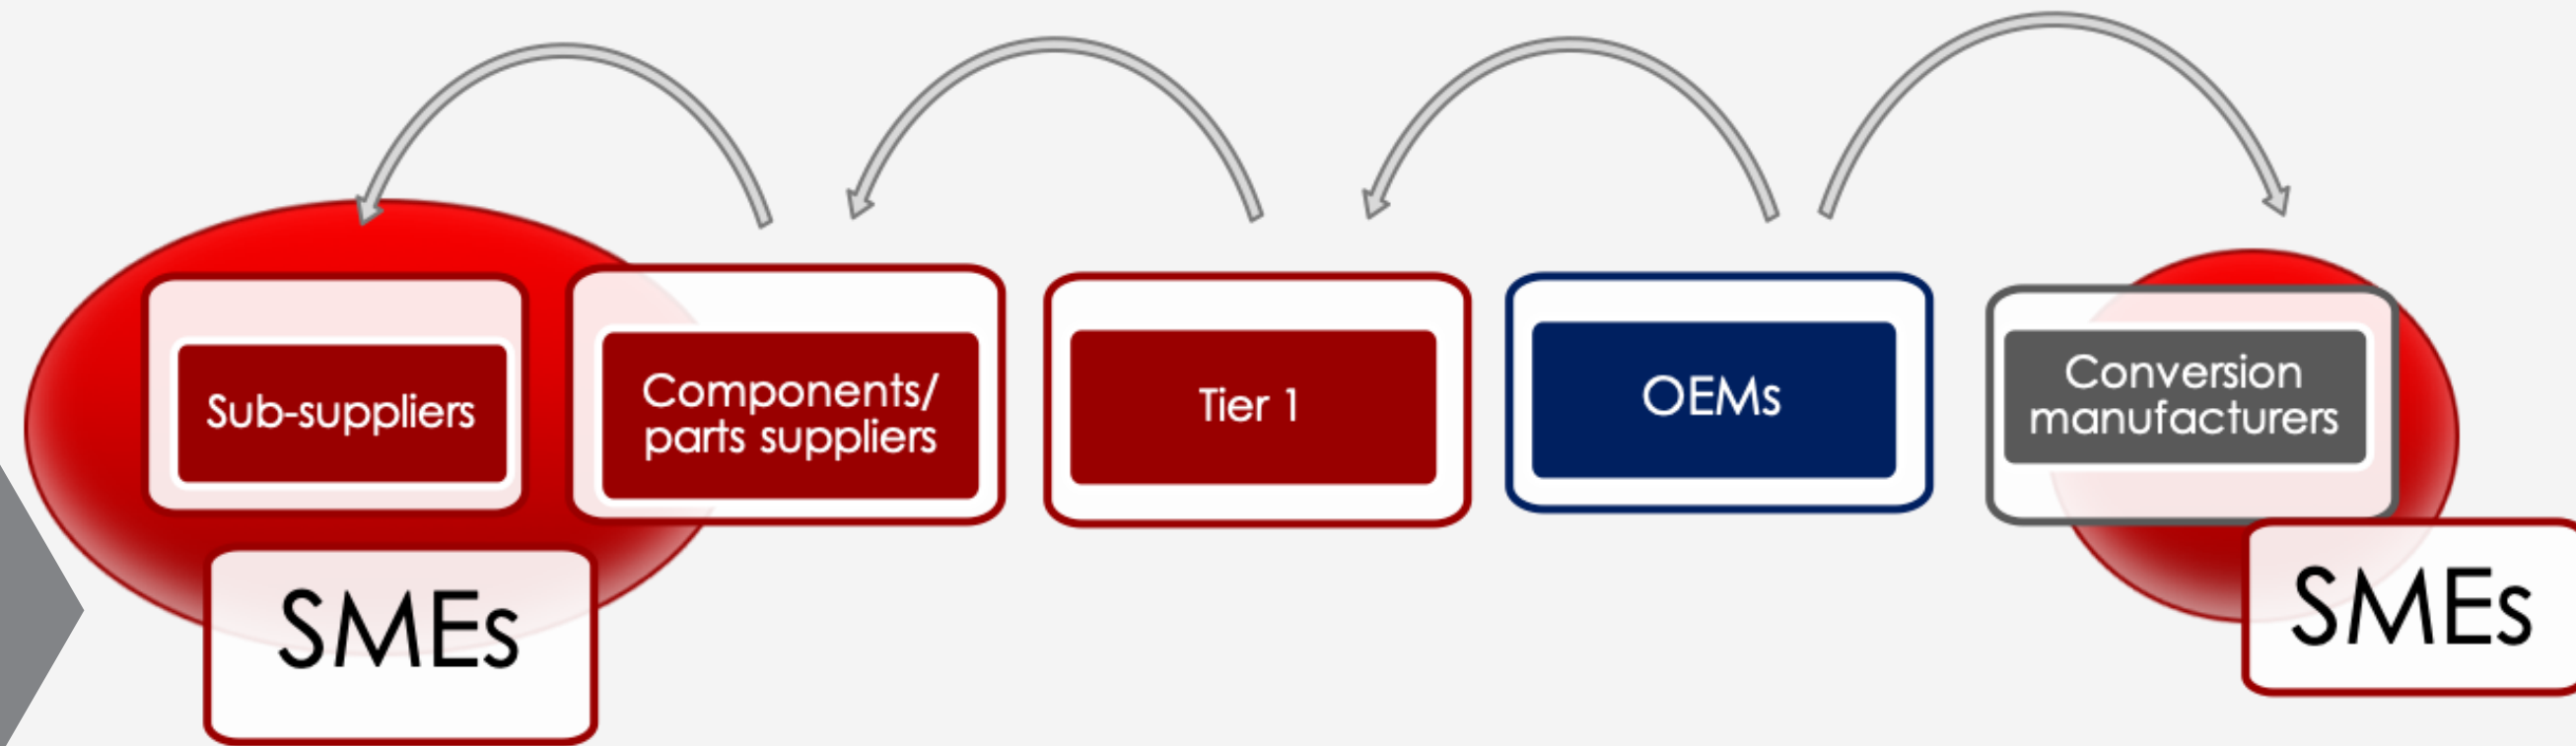 Sub-suppliers
Components/
parts suppliers
Tier 1
OEMs
Conversion
manufacturers
SMEs
SMEs